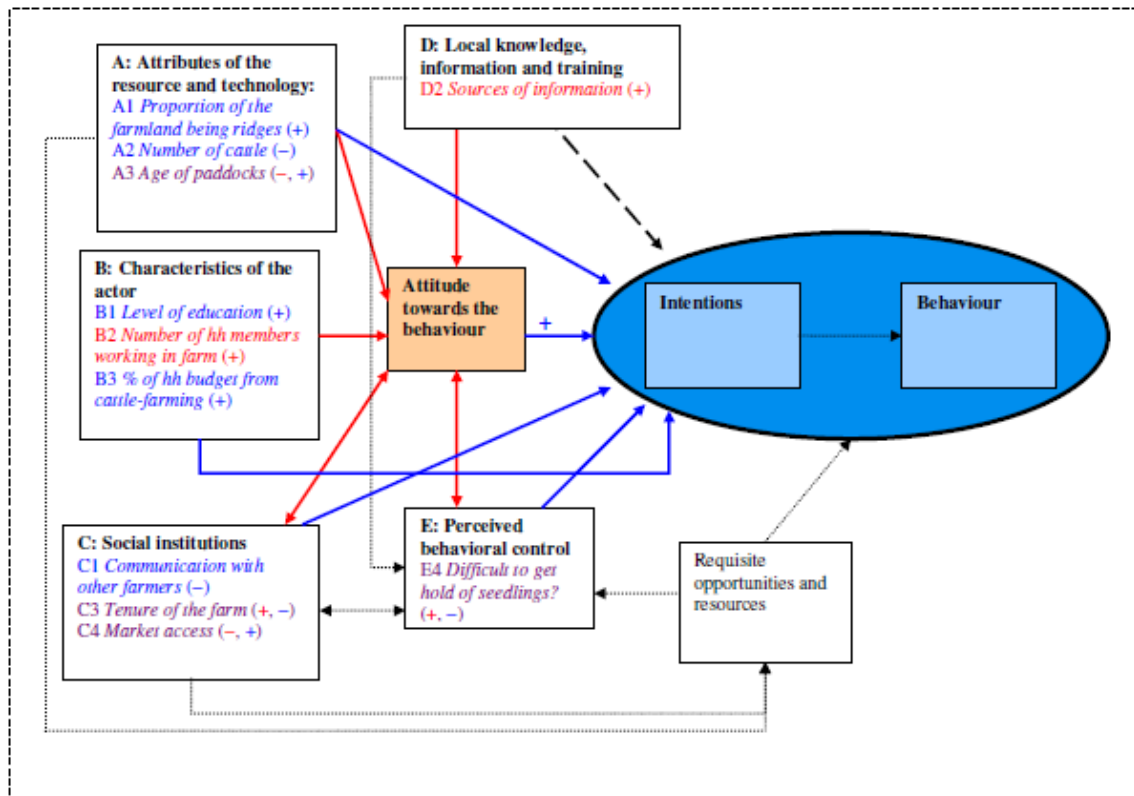 A: Attributes of the
resource and technology:
A1 Proportion of the
farmland being ridges (+)
A2 Number of cattle (–)
A3 Age of paddocks (–, +)
D: Local knowledge,
information and training
D2 Sources of information (+)
B: Characteristics of the
actor
B1 Level of education (+)
B2 Number of hh members
working in farm (+)
B3 % of hh budget from
cattle-farming (+)
Attitude
towards the
behaviour
+
Intentions
Behaviour
C: Social institutions
C1 Communication with
other farmers (–)
C3 Tenure of the farm (+, –)
C4 Market access (–, +)
E: Perceived
behavioral control
E4 Difficult to get
hold of seedlings?
(+, –)
Requisite
opportunities and
resources